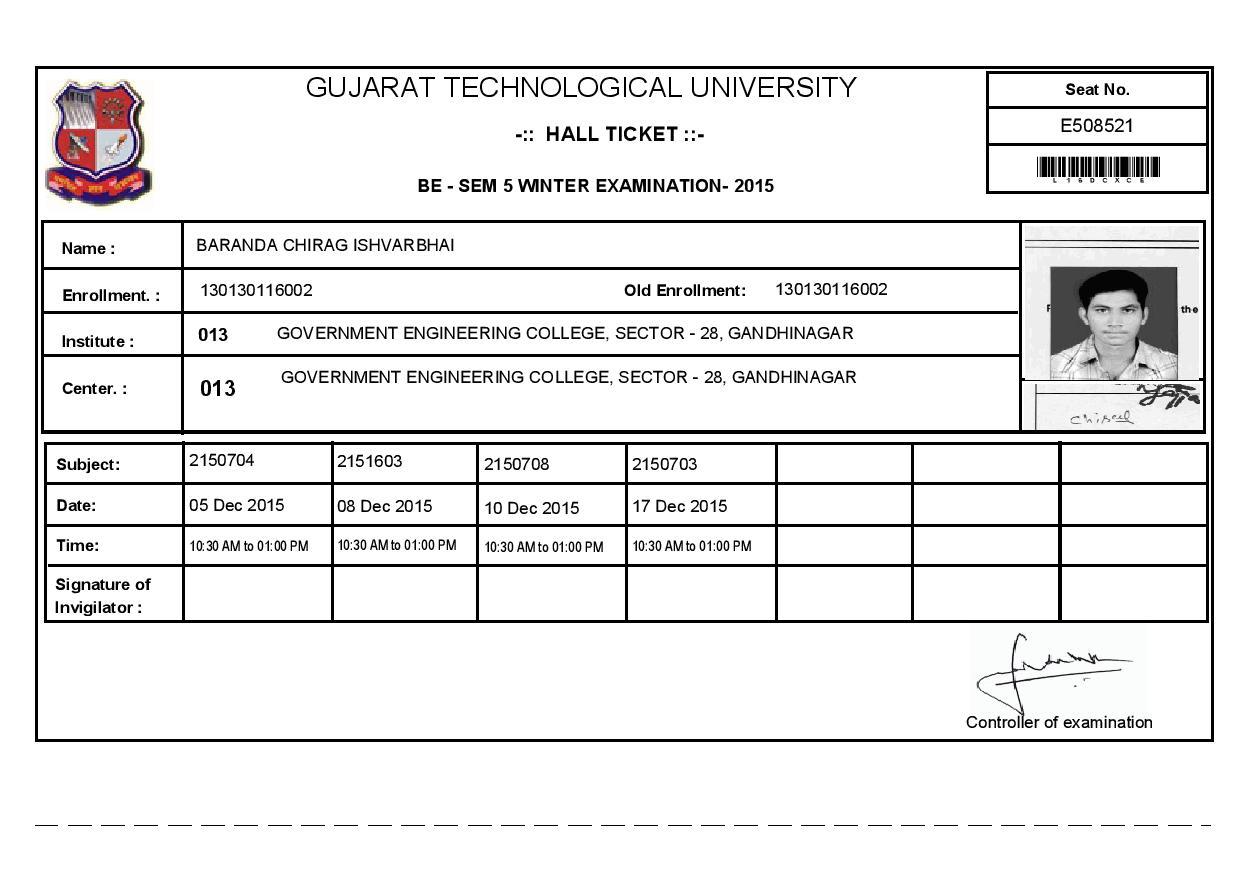 GUJARAT TECHNOLOGICAL UNIVERSITY
-:: HALL TICKET ::-
BE - SEM 5 WINTER EXAMINATION- 2015
Seat No.
E508521
L 1 5 D C X C E
Name : BARANDA CHIRAG ISHVARBHAI
Enrollment. : 130130116002 Old Enrollment: 130130116002
Institute : 013 GOVERNMENT ENGINEERING COLLEGE, SECTOR - 28, GANDHINAGAR
Center. : 013 GOVERNMENT ENGINEERING COLLEGE, SECTOR - 28, GANDHINAGAR
the
Subject: 2150704 2151603 2150708 2150703
Date: 05 Dec 2015 08 Dec 2015 10 Dec 2015 17 Dec 2015
Time: 10:30 AM to 01:00 PM 10:30 AM to 01:00 PM 10:30 AM to 01:00 PM 10:30 AM to 01:00 PM
Signature of
Invigilator :
Controller of examination